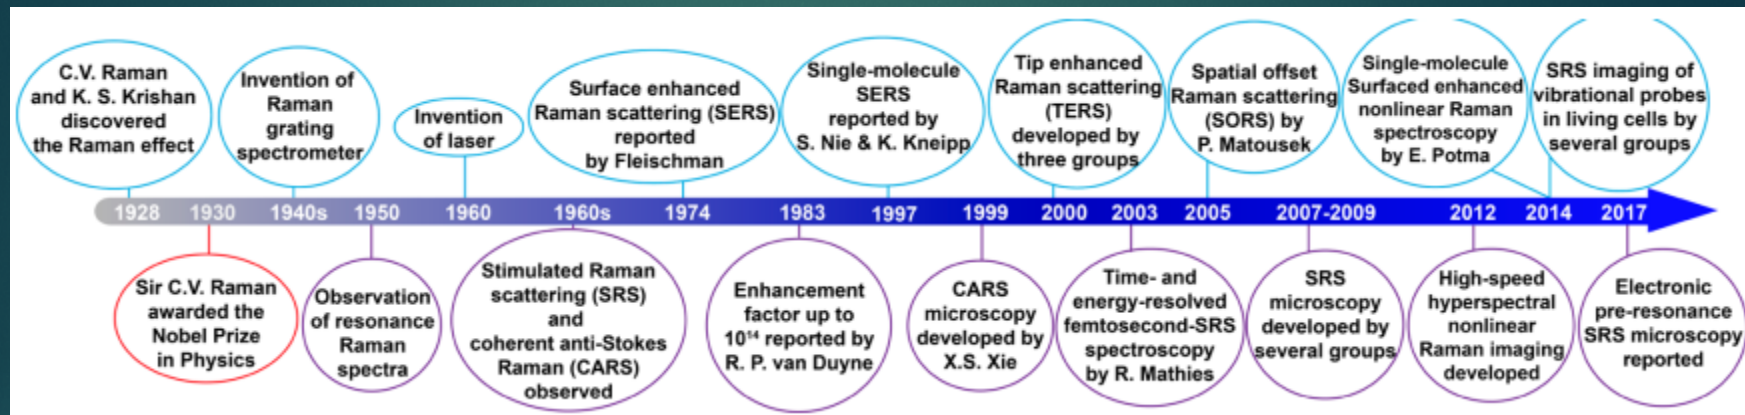 C.V. Raman
and K. S. Krishan
discovered
the Raman effect
Invention of
Raman
grating
spectrometer
Invention
of laser
Surface enhanced
Raman scattering (SERS)
reported
by Fleischman
Single-molecule
SERS
reported by
S. Nie & K. Kneipp
Tip enhanced
Raman scattering
(TERS)
developed by
three groups
Spatial offset
Raman scattering
(SORS) by
P. Matousek
Single-molecule
Surfaced enhanced
nonlinear Raman
spectroscopy
by E. Potma
SRS imaging of
vibrational probes
in living cells by
several groups
1928 1930 1940s 1950 1960 1960s 1974 1983 1997 1999 2000 2003 2005 2007-2009 2012 2014 2017
Sir C.V. Raman
awarded the
Nobel Prize
in Physics
Observation
of resonance
Raman
spectra
Stimulated Raman
scattering (SRS)
and
coherent anti-Stokes
Raman (CARS)
observed
Enhancement
factor up to
10¹⁴ reported by
R. P. van Duyne
CARS
microscopy
developed by
X.S. Xie
Time- and
energy-resolved
femtosecond-SRS
spectroscopy
by R. Mathies
SRS
microscopy
developed by
several groups
High-speed
hyperspectral
nonlinear
Raman imaging
developed
Electronic
pre-resonance
SRS microscopy
reported